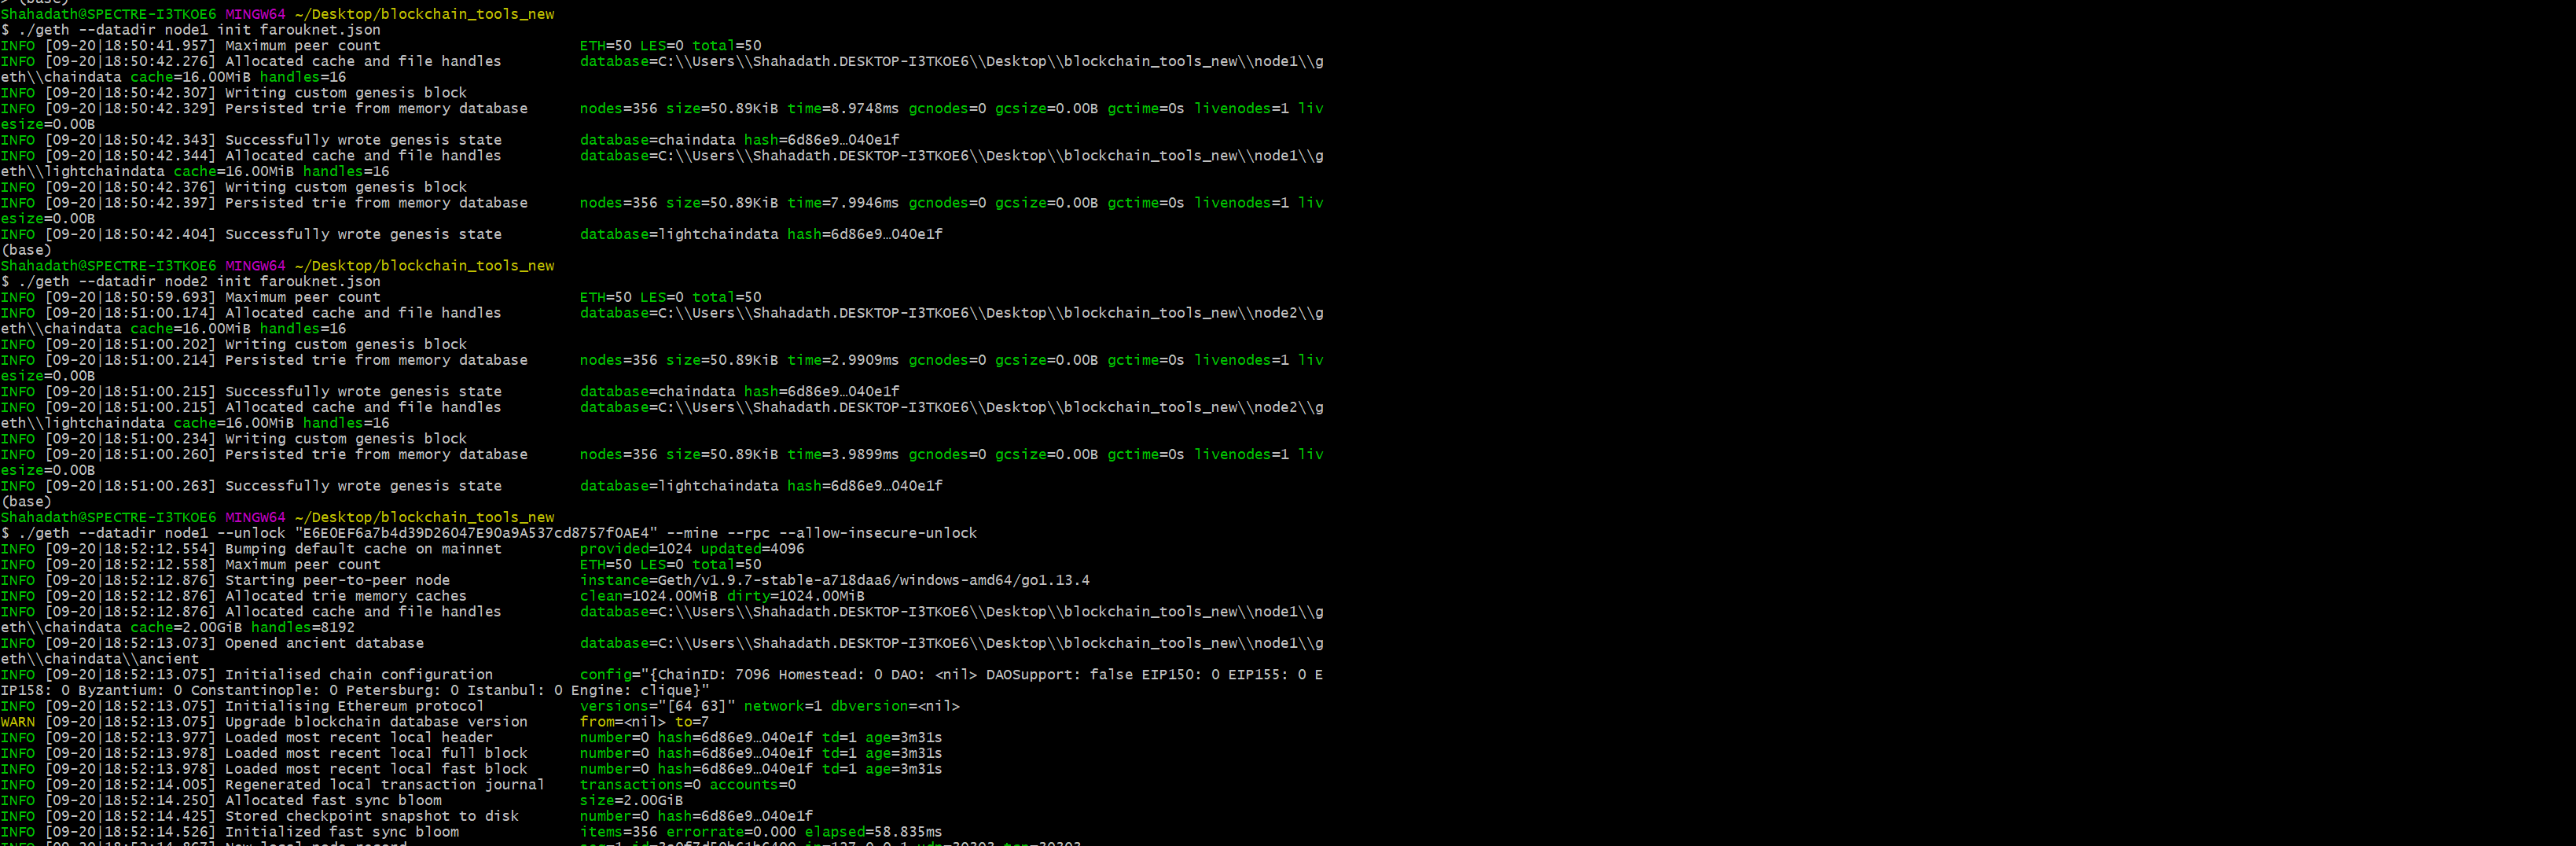 > (base)
Shahadath@SPECTRE-I3TKOE6 MINGW64 ~/Desktop/blockchain_tools_new
$ ./geth --datadir node1 init farouknet.json
INFO [09-20|18:50:41.957] Maximum peer count                       ETH=50 LES=0 total=50
INFO [09-20|18:50:42.276] Allocated cache and file handles         database=C:\\Users\\Shahadath.DESKTOP-I3TKOE6\\Desktop\\blockchain_tools_new\\node1\\g
eth\\chaindata cache=16.00MiB handles=16
INFO [09-20|18:50:42.307] Writing custom genesis block
INFO [09-20|18:50:42.329] Persisted trie from memory database      nodes=356 size=50.89KiB time=8.9748ms gcnodes=0 gcsize=0.00B gctime=0s livenodes=1 liv
esize=0.00B
INFO [09-20|18:50:42.343] Successfully wrote genesis state         database=chaindata hash=6d86e9…040e1f
INFO [09-20|18:50:42.344] Allocated cache and file handles         database=C:\\Users\\Shahadath.DESKTOP-I3TKOE6\\Desktop\\blockchain_tools_new\\node1\\g
eth\\lightchaindata cache=16.00MiB handles=16
INFO [09-20|18:50:42.376] Writing custom genesis block
INFO [09-20|18:50:42.397] Persisted trie from memory database      nodes=356 size=50.89KiB time=7.9946ms gcnodes=0 gcsize=0.00B gctime=0s livenodes=1 liv
esize=0.00B
INFO [09-20|18:50:42.404] Successfully wrote genesis state         database=lightchaindata hash=6d86e9…040e1f
(base)
Shahadath@SPECTRE-I3TKOE6 MINGW64 ~/Desktop/blockchain_tools_new
$ ./geth --datadir node2 init farouknet.json
INFO [09-20|18:50:59.693] Maximum peer count                       ETH=50 LES=0 total=50
INFO [09-20|18:51:00.174] Allocated cache and file handles         database=C:\\Users\\Shahadath.DESKTOP-I3TKOE6\\Desktop\\blockchain_tools_new\\node2\\g
eth\\chaindata cache=16.00MiB handles=16
INFO [09-20|18:51:00.202] Writing custom genesis block
INFO [09-20|18:51:00.214] Persisted trie from memory database      nodes=356 size=50.89KiB time=2.9909ms gcnodes=0 gcsize=0.00B gctime=0s livenodes=1 liv
esize=0.00B
INFO [09-20|18:51:00.215] Successfully wrote genesis state         database=chaindata hash=6d86e9…040e1f
INFO [09-20|18:51:00.215] Allocated cache and file handles         database=C:\\Users\\Shahadath.DESKTOP-I3TKOE6\\Desktop\\blockchain_tools_new\\node2\\g
eth\\lightchaindata cache=16.00MiB handles=16
INFO [09-20|18:51:00.234] Writing custom genesis block
INFO [09-20|18:51:00.260] Persisted trie from memory database      nodes=356 size=50.89KiB time=3.9899ms gcnodes=0 gcsize=0.00B gctime=0s livenodes=1 liv
esize=0.00B
INFO [09-20|18:51:00.263] Successfully wrote genesis state         database=lightchaindata hash=6d86e9…040e1f
(base)
Shahadath@SPECTRE-I3TKOE6 MINGW64 ~/Desktop/blockchain_tools_new
$ ./geth --datadir node1 --unlock "E6E0EF6a7b4d39D26047E90a9A537cd8757f0AE4" --mine --rpc --allow-insecure-unlock
INFO [09-20|18:52:12.554] Bumping default cache on mainnet         provided=1024 updated=4096
INFO [09-20|18:52:12.558] Maximum peer count                       ETH=50 LES=0 total=50
INFO [09-20|18:52:12.876] Starting peer-to-peer node               instance=Geth/v1.9.7-stable-a718daa6/windows-amd64/go1.13.4
INFO [09-20|18:52:12.876] Allocated trie memory caches             clean=1024.00MiB dirty=1024.00MiB
INFO [09-20|18:52:12.876] Allocated cache and file handles         database=C:\\Users\\Shahadath.DESKTOP-I3TKOE6\\Desktop\\blockchain_tools_new\\node1\\g
eth\\chaindata cache=2.00GiB handles=8192
INFO [09-20|18:52:13.073] Opened ancient database                  database=C:\\Users\\Shahadath.DESKTOP-I3TKOE6\\Desktop\\blockchain_tools_new\\node1\\g
eth\\chaindata\\ancient
INFO [09-20|18:52:13.075] Initialised chain configuration          config="{ChainID: 7096 Homestead: 0 DAO: <nil> DAOSupport: false EIP150: 0 EIP155: 0 E
IP158: 0 Byzantium: 0 Constantinople: 0 Petersburg: 0 Istanbul: 0 Engine: clique}"
INFO [09-20|18:52:13.075] Initialising Ethereum protocol           versions="[64 63]" network=1 dbversion=<nil>
WARN [09-20|18:52:13.075] Upgrade blockchain database version      from=<nil> to=7
INFO [09-20|18:52:13.977] Loaded most recent local header          number=0 hash=6d86e9…040e1f td=1 age=3m31s
INFO [09-20|18:52:13.978] Loaded most recent local full block      number=0 hash=6d86e9…040e1f td=1 age=3m31s
INFO [09-20|18:52:13.978] Loaded most recent local fast block      number=0 hash=6d86e9…040e1f td=1 age=3m31s
INFO [09-20|18:52:14.005] Regenerated local transaction journal    transactions=0 accounts=0
INFO [09-20|18:52:14.250] Allocated fast sync bloom                size=2.00GiB
INFO [09-20|18:52:14.425] Stored checkpoint snapshot to disk       number=0 hash=6d86e9…040e1f
INFO [09-20|18:52:14.526] Initialized fast sync bloom              items=356 errorrate=0.000 elapsed=58.835ms